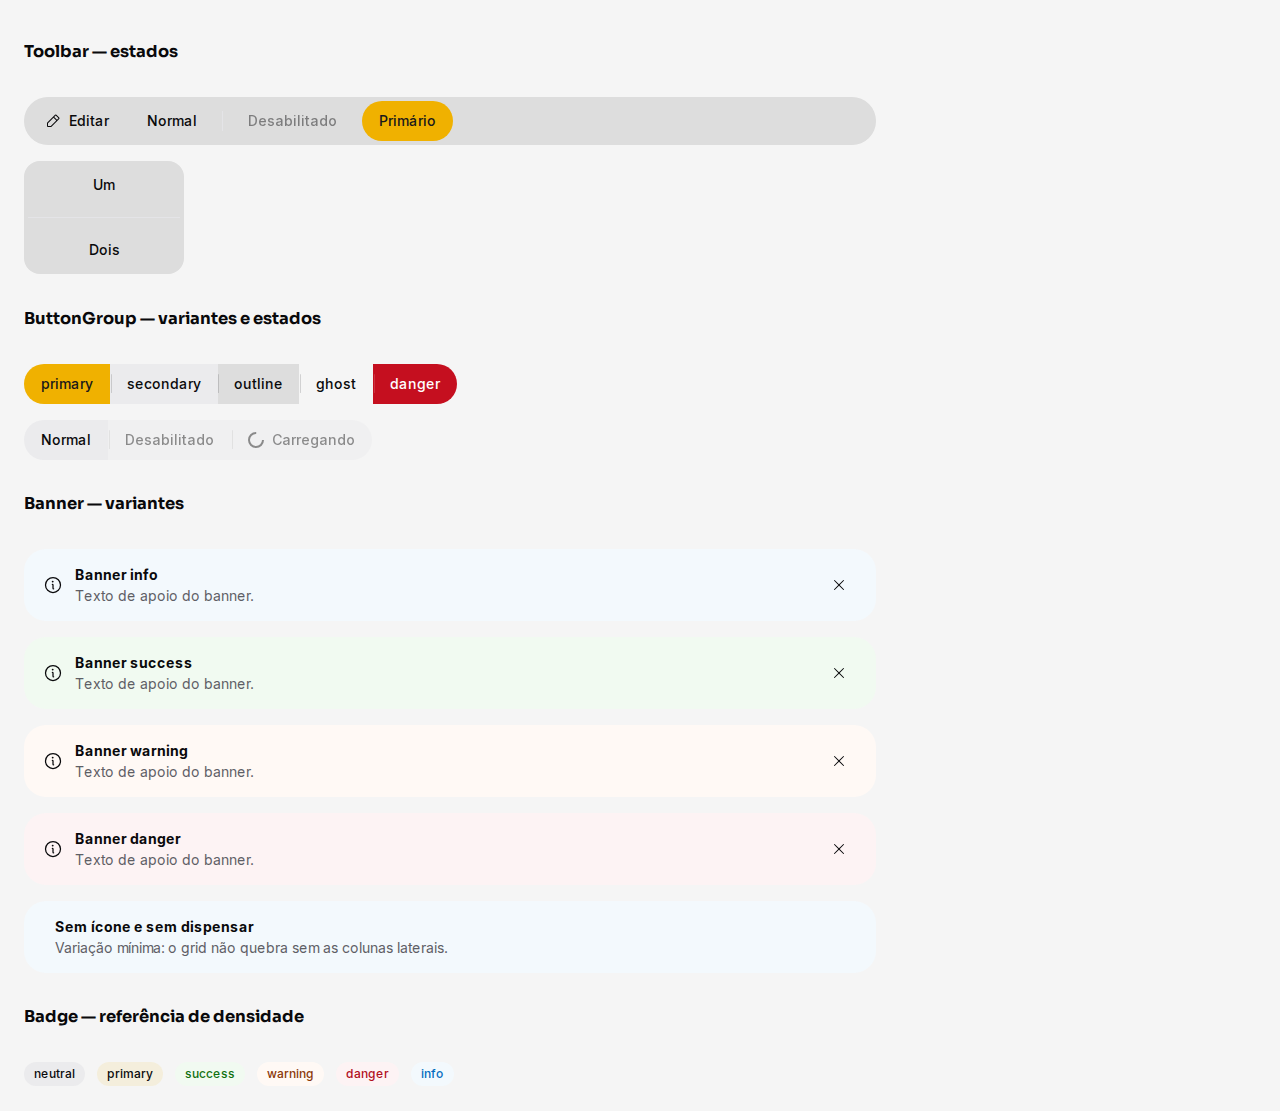 Toolbar — estados
Editar Normal Desabilitado Primário
Um
Dois
ButtonGroup — variantes e estados
primary secondary outline ghost danger
Normal Desabilitado Carregando
Banner — variantes
Banner info
Texto de apoio do banner.
Banner success
Texto de apoio do banner.
Banner warning
Texto de apoio do banner.
Banner danger
Texto de apoio do banner.
Sem ícone e sem dispensar
Variação mínima: o grid não quebra sem as colunas laterais.
Badge — referência de densidade
neutral primary success warning danger info